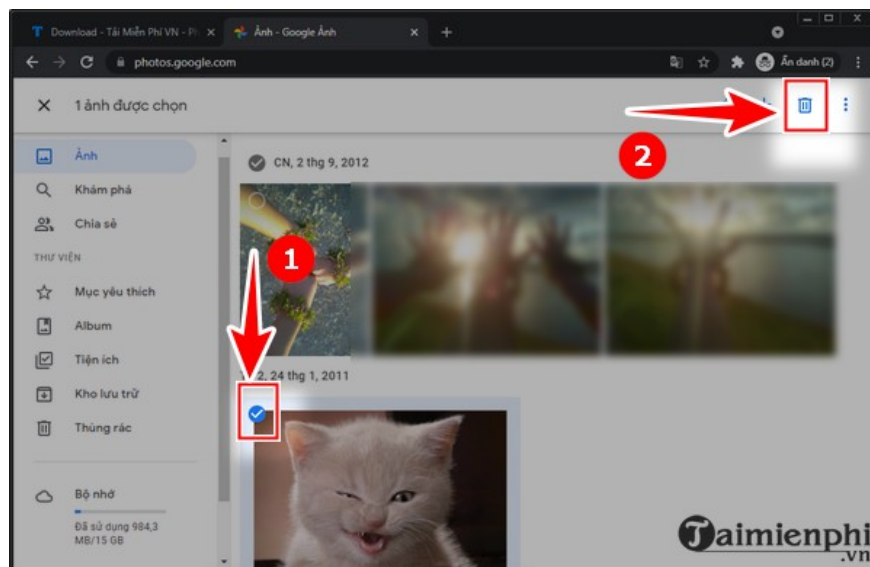 T Download - Tải Miễn Phí VN - Ph
Ảnh - Google Ảnh
photos.google.com
Ẩn danh (2)
1 ảnh được chọn
Ảnh
Khám phá
Chia sẻ
THƯ VIỆN
Mục yêu thích
Album
Tiện ích
Kho lưu trữ
Thùng rác
Bộ nhớ
Đã sử dụng 984,3
MB/15 GB
CN, 2 thg 9, 2012
2
1
2, 24 thg 1, 2011
Taimienphi
.vn